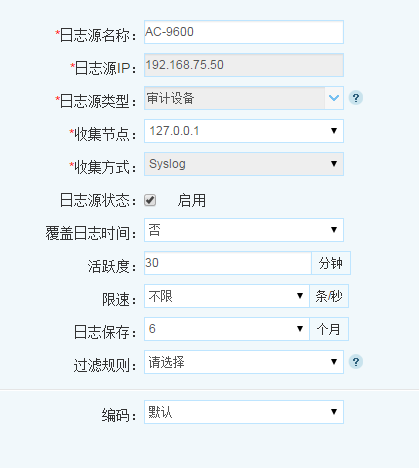 *日志源名称： AC-9600
*日志源IP： 192.168.75.50
*日志源类型： 审计设备 ?
*收集节点： 127.0.0.1
*收集方式： Syslog
日志源状态： 启用
覆盖日志时间： 否
活跃度： 30 分钟
限速： 不限 条/秒
日志保存： 6 个月
过滤规则： 请选择 ?
编码： 默认